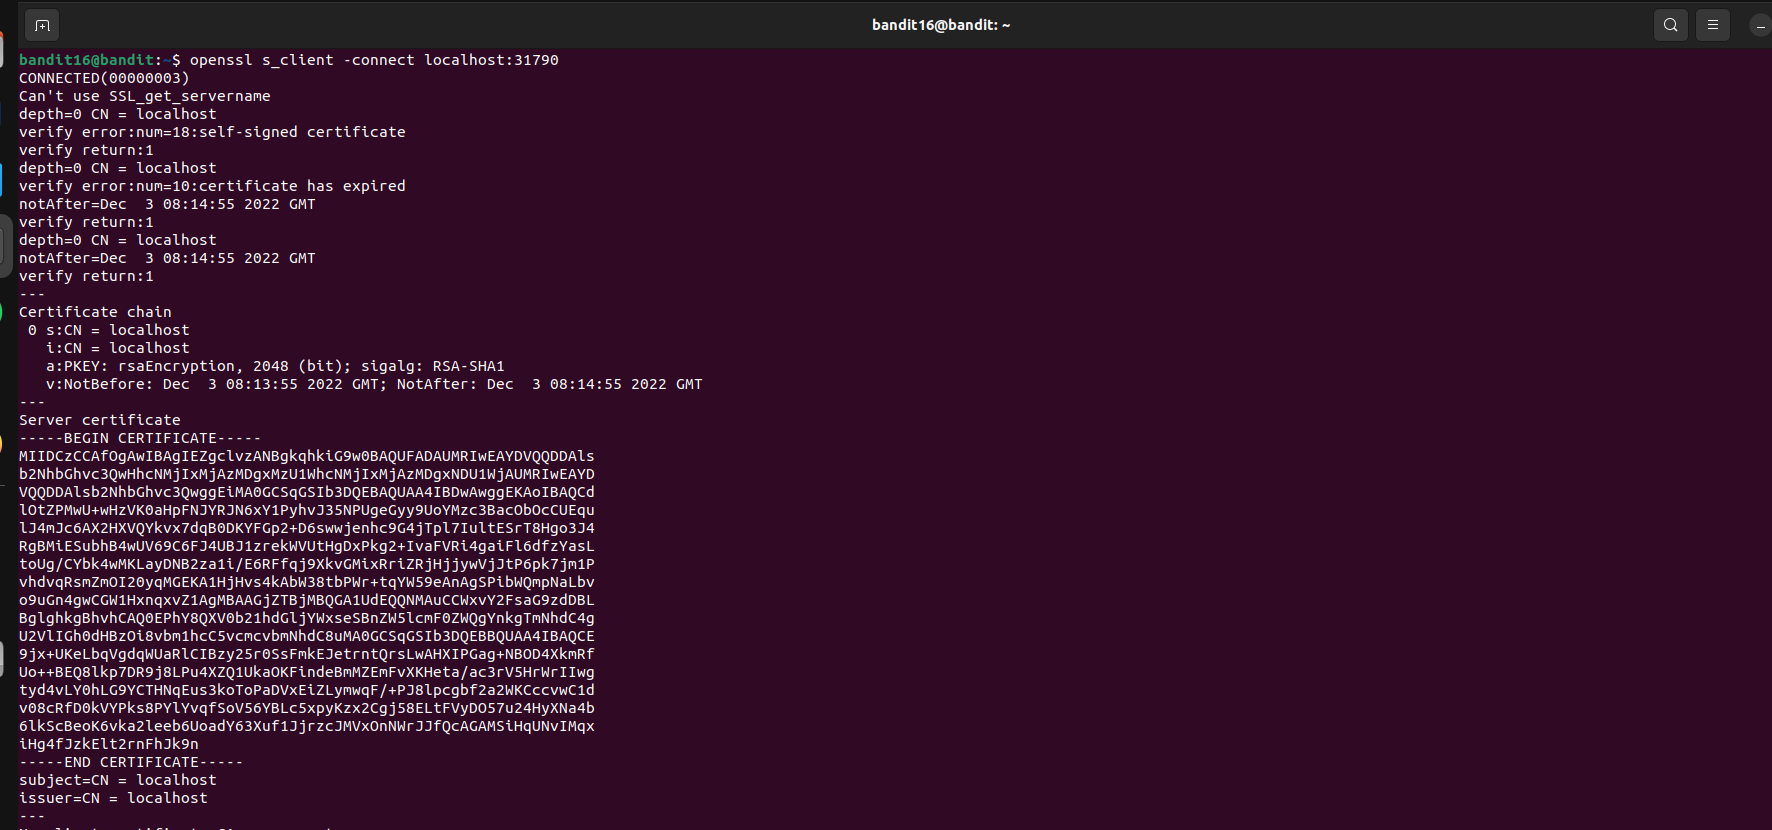 bandit16@bandit: ~
bandit16@bandit:~$ openssl s_client -connect localhost:31790
CONNECTED(00000003)
Can't use SSL_get_servername
depth=0 CN = localhost
verify error:num=18:self-signed certificate
verify return:1
depth=0 CN = localhost
verify error:num=10:certificate has expired
notAfter=Dec  3 08:14:55 2022 GMT
verify return:1
depth=0 CN = localhost
notAfter=Dec  3 08:14:55 2022 GMT
verify return:1
---
Certificate chain
 0 s:CN = localhost
   i:CN = localhost
   a:PKEY: rsaEncryption, 2048 (bit); sigalg: RSA-SHA1
   v:NotBefore: Dec  3 08:13:55 2022 GMT; NotAfter: Dec  3 08:14:55 2022 GMT
---
Server certificate
-----BEGIN CERTIFICATE-----
MIIDCzCCAfOgAwIBAgIEZgclvzANBgkqhkiG9w0BAQUFADAUMRIwEAYDVQQDDAls
b2NhbGhvc3QwHhcNMjIxMjAzMDgxMzU1WhcNMjIxMjAzMDgxNDU1WjAUMRIwEAYD
VQQDDAlsb2NhbGhvc3QwggEiMA0GCSqGSIb3DQEBAQUAA4IBDwAwggEKAoIBAQCd
lOtZPMwU+wHzVK0aHpFNJYRJN6xY1PyhvJ35NPUgeGyy9UoYMzc3BacObOcCUEqu
lJ4mJc6AX2HXVQYkvx7dqB0DKYFGp2+D6swwjenhc9G4jTpl7IultESrT8Hgo3J4
RgBMiESubhB4wUV69C6FJ4UBJ1zrekWVUtHgDxPkg2+IvaFVRi4gaiFl6dfzYasL
toUg/CYbk4wMKLayDNB2za1i/E6RFfqj9XkvGMixRriZRjHjjywVjJtP6pk7jm1P
vhdvqRsmZmOI20yqMGEKA1HjHvs4kAbW38tbPWr+tqYW59eAnAgSPibWQmpNaLbv
o9uGn4gwCGW1HxnqxvZ1AgMBAAGjZTBjMBQGA1UdEQQNMAuCCWxvY2FsaG9zdDBL
BglghkgBhvhCAQ0EPhY8QXV0b21hdGljYWxseSBnZW5lcmF0ZWQgYnkgTmNhdC4g
U2VlIGh0dHBzOi8vbm1hcC5vcmcvbmNhdC8uMA0GCSqGSIb3DQEBBQUAA4IBAQCE
9jx+UKeLbqVgdqWUaRlCIBzy25r0SsFmkEJetrntQrsLwAHXIPGag+NBOD4XkmRf
Uo++BEQ8lkp7DR9j8LPu4XZQ1UkaOKFindeBmMZEmFvXKHeta/ac3rV5HrWrIIwg
tyd4vLY0hLG9YCTHNqEus3koToPaDVxEiZLymwqF/+PJ8lpcgbf2a2WKCccvwC1d
v08cRfD0kVYPks8PYlYvqfSoV56YBLc5xpyKzx2Cgj58ELtFVyDO57u24HyXNa4b
6lkScBeoK6vka2leeb6UoadY63Xuf1JjrzcJMVxOnNWrJJfQcAGAMSiHqUNvIMqx
iHg4fJzkElt2rnFhJk9n
-----END CERTIFICATE-----
subject=CN = localhost
issuer=CN = localhost
---